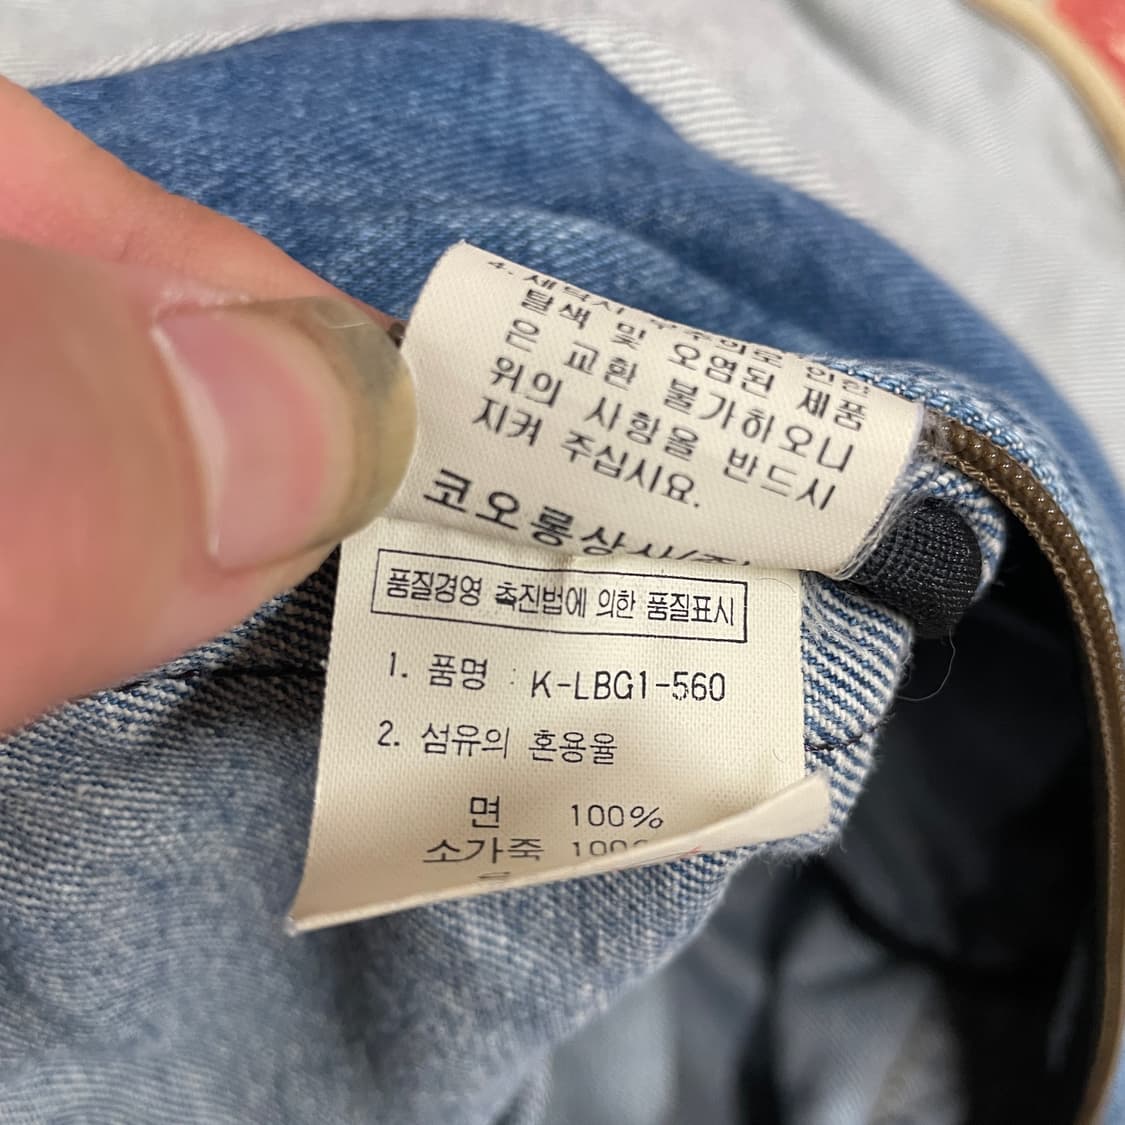 탈색 및 오염된 제품
은 교환 불가하오니
위의 사항을 반드시
지켜 주십시요.
코오롱상사(주)
품질경영 촉진법에 의한 품질표시
1. 품명 : K-LBG1-560
2. 섬유의 혼용율
면 100%
소가죽 100%